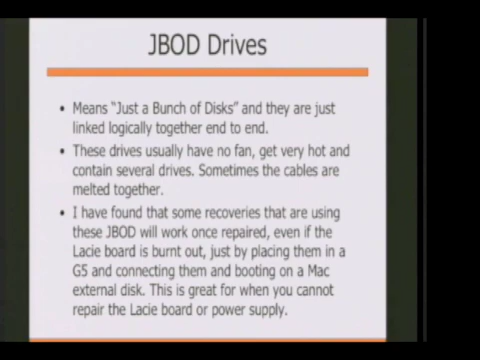 JBOD Drives
• Means "Just a Bunch of Disks" and they are just
linked logically together end to end.
• These drives usually have no fan, get very hot and
contain several drives. Sometimes the cables are
melted together.
• I have found that some recoveries that are using
these JBOD will work once repaired, even if the
Lacie board is burnt out, just by placing them in a
G5 and connecting them and booting on a Mac
external disk. This is great for when you cannot
repair the Lacie board or power supply.